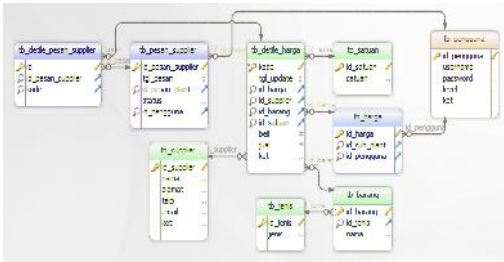 tb_detile_pesan_supplier
id
id_pesan_supplier
kode
tb_pesan_supplier
id_pesan_supplier
tgl_pesan
status
id_pengguna
tb_detile_harga
kode
tgl_update
id_harga
id_supplier
id_barang
id_satuan
beli
jual
ket
tb_satuan
id_satuan
satuan
tb_pengguna
id_pengguna
username
password
level
ket
tb_harga
id_harga
id_pengguna
id_pengguna
tb_supplier
id_supplier
nama
alamat
telp
email
ket
supplier
tb_jenis
id_jenis
jenis
tb_barang
id_barang
id_jenis
nama